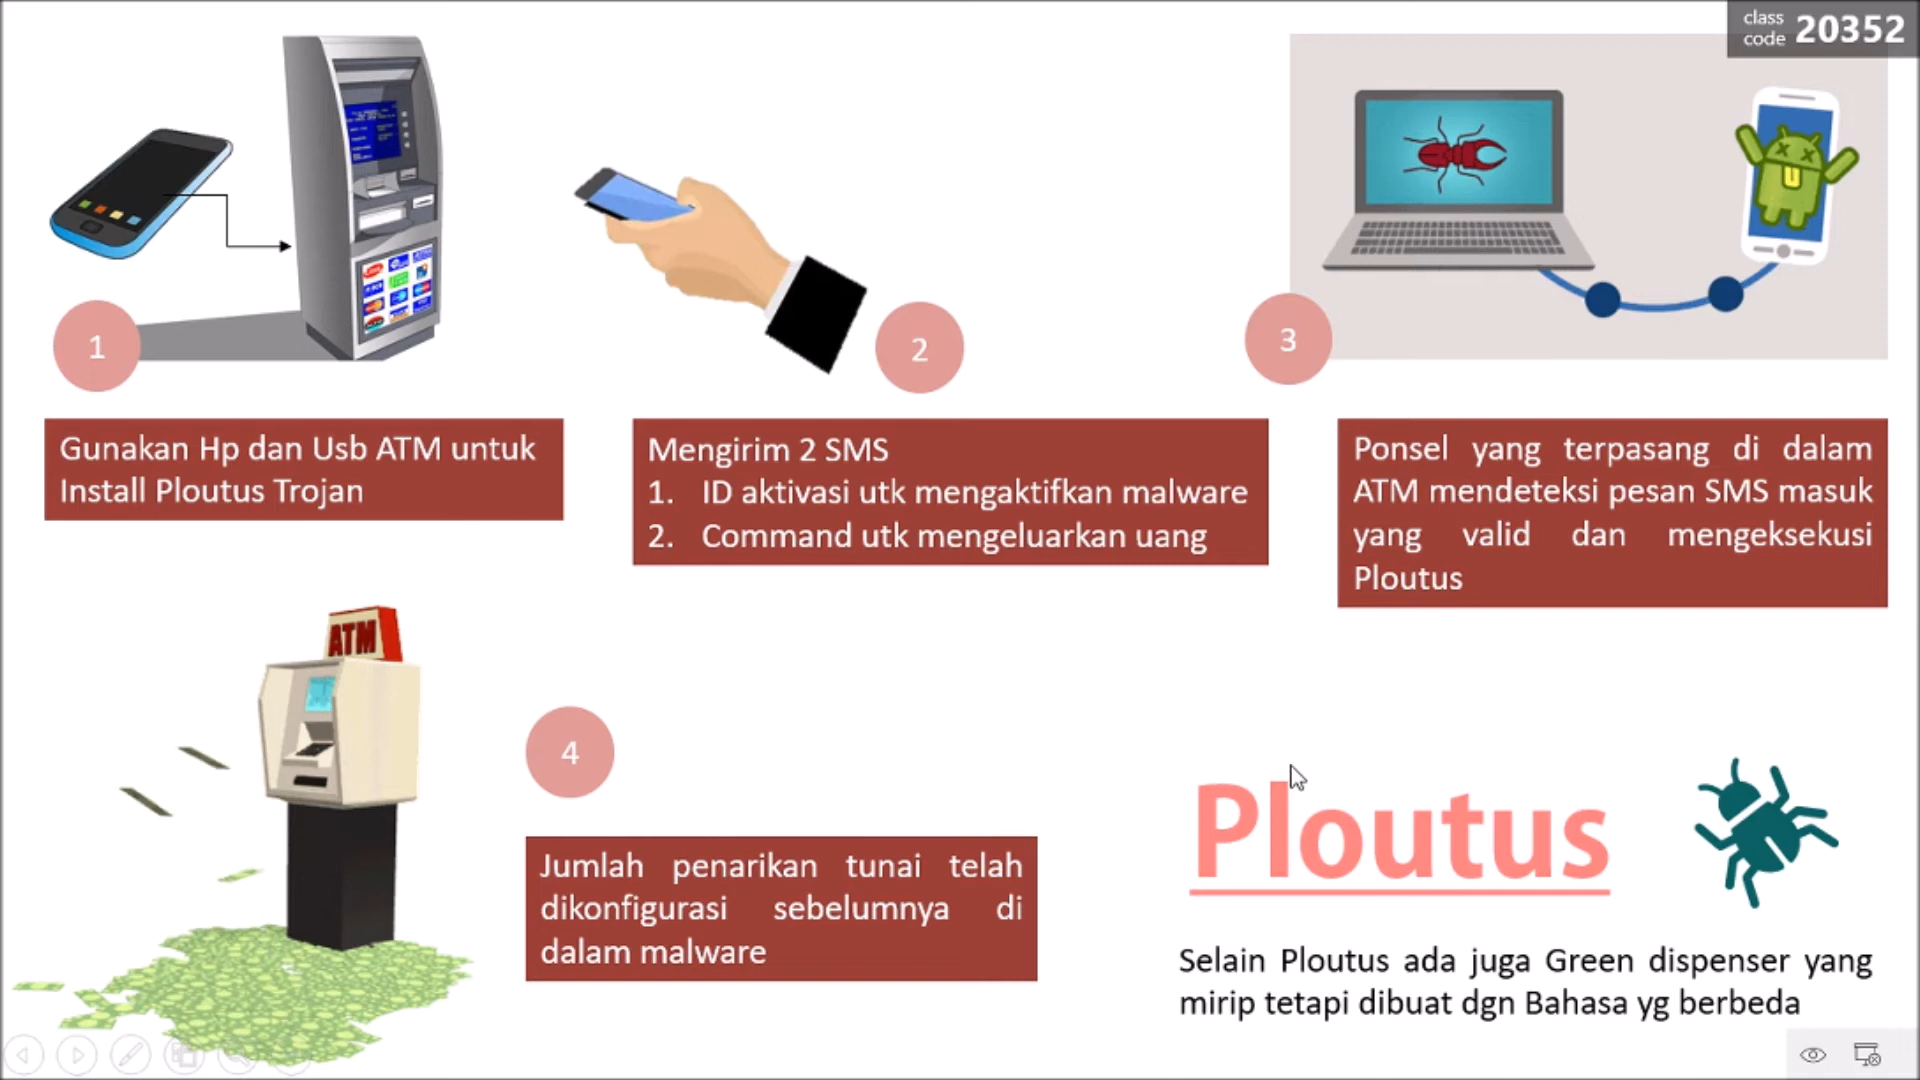 class
code 20352
1
2
3
Gunakan Hp dan Usb ATM untuk
Install Ploutus Trojan
Mengirim 2 SMS
1. ID aktivasi utk mengaktifkan malware
2. Command utk mengeluarkan uang
Ponsel yang terpasang di dalam
ATM mendeteksi pesan SMS masuk
yang valid dan mengeksekusi
Ploutus
ATM
4
Jumlah penarikan tunai telah
dikonfigurasi sebelumnya di
dalam malware
Ploutus
Selain Ploutus ada juga Green dispenser yang
mirip tetapi dibuat dgn Bahasa yg berbeda